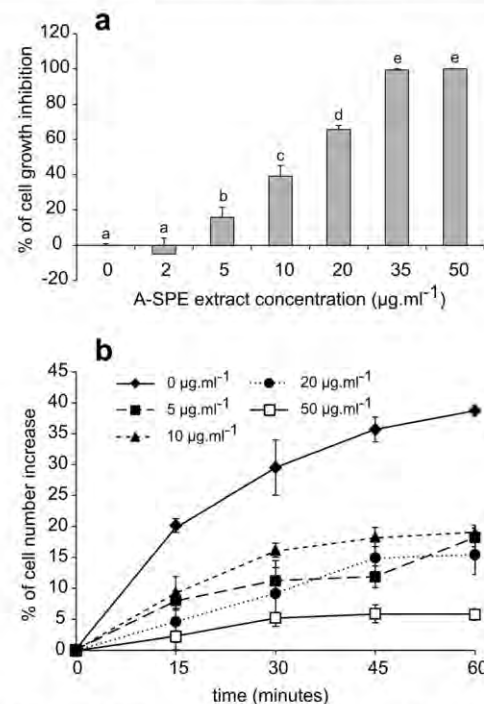 a
% of cell growth inhibition
120
100
80
60
40
20
0
-20
a
a
b
c
d
e
e
0 2 5 10 20 35 50
A-SPE extract concentration (µg.ml⁻¹)
b
% of cell number increase
45
40
35
30
25
20
15
10
5
0
0 µg.ml⁻¹
20 µg.ml⁻¹
5 µg.ml⁻¹
50 µg.ml⁻¹
10 µg.ml⁻¹
0 15 30 45 60
time (minutes)